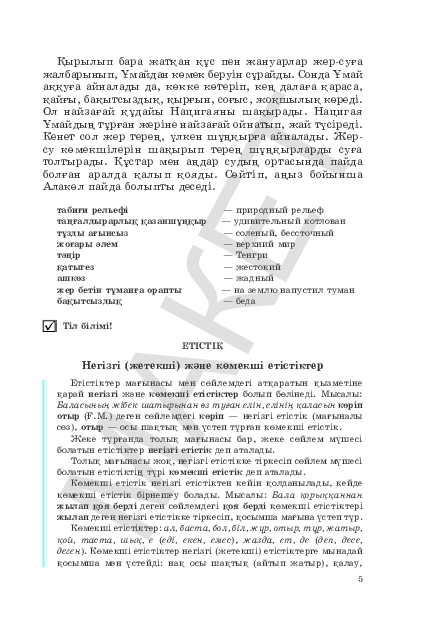 Қырылып бара жатқан құс пен жануарлар жер-суға
жалбарынып, Ұмайдан көмек беруін сұрайды. Сонда Ұмай
аққуға айналады да, көкке көтеріп, кең далаға қараса,
қайғы, бақытсыздық, қырғын, соғыс, жоқшылық көреді.
Ол найзағай құдайы Нацигаяны шақырады. Нацигая
Ұмайдың тұрған жеріне найзағай ойнатып, жай түсіреді.
Кенет сол жер терең, үлкен шұңқырға айналады. Жер-
су көмекшілерін шақырып терең шұңқырларды суға
толтырады. Құстар мен аңдар судың ортасында пайда
болған аралда қалып қояды. Сөйтіп, аңыз бойынша
Алакөл пайда болыпты деседі.
табиғи рельефі — природный рельеф
таңғалдырарлық қазаншұңқыр — удивительный котлован
тұзды ағынсыз — соленый, бессточный
жоғары әлем — верхний мир
тәңір — Тенгри
қатыгез — жестокий
ашкөз — жадный
жер бетін тұманға орапты — на землю напустил туман
бақытсыздық — беда
Тіл білімі!
ЕТІСТІК
Негізгі (жетекші) және көмекші етістіктер
Етістіктер мағынасы мен сөйлемдегі атқаратын қызметіне
қарай негізгі және көмекші етістіктер болып бөлінеді. Мысалы:
Баласының жібек шатырынан өз туған елін, елінің қаласын көріп
отыр (Ғ.М.) деген сөйлемдегі көріп — негізгі етістік (мағыналы
сөз), отыр — осы шақтық мән үстеп тұрған көмекші етістік.
Жеке тұрғанда толық мағынасы бар, жеке сөйлем мүшесі
болатын етістіктер негізгі етістік деп аталады.
Толық мағынасы жоқ, негізгі етістікке тіркесіп сөйлем мүшесі
болатын етістіктің түрі көмекші етістік деп аталады.
Көмекші етістік негізгі етістіктен кейін қолданылады, кейде
көмекші етістік бірнешеу болады. Мысалы: Бала қорыққаннан
жылап қоя берді деген сөйлемдегі қоя берді көмекші етістіктері
жылап деген негізгі етістікке тіркесіп, қосымша мағына үстеп тұр.
Көмекші етістіктер: ал, баста, бол, біл, жүр, отыр, тұр, жатыр,
қой, таста, шық, е (еді, екен, емес), жазда, ет, де (деп, десе,
деген). Көмекші етістіктер негізгі (жетекші) етістіктерге мынадай
қосымша мән үстейді: нақ осы шақтық (айтып жатыр), қалау,
5
МАКЕТ